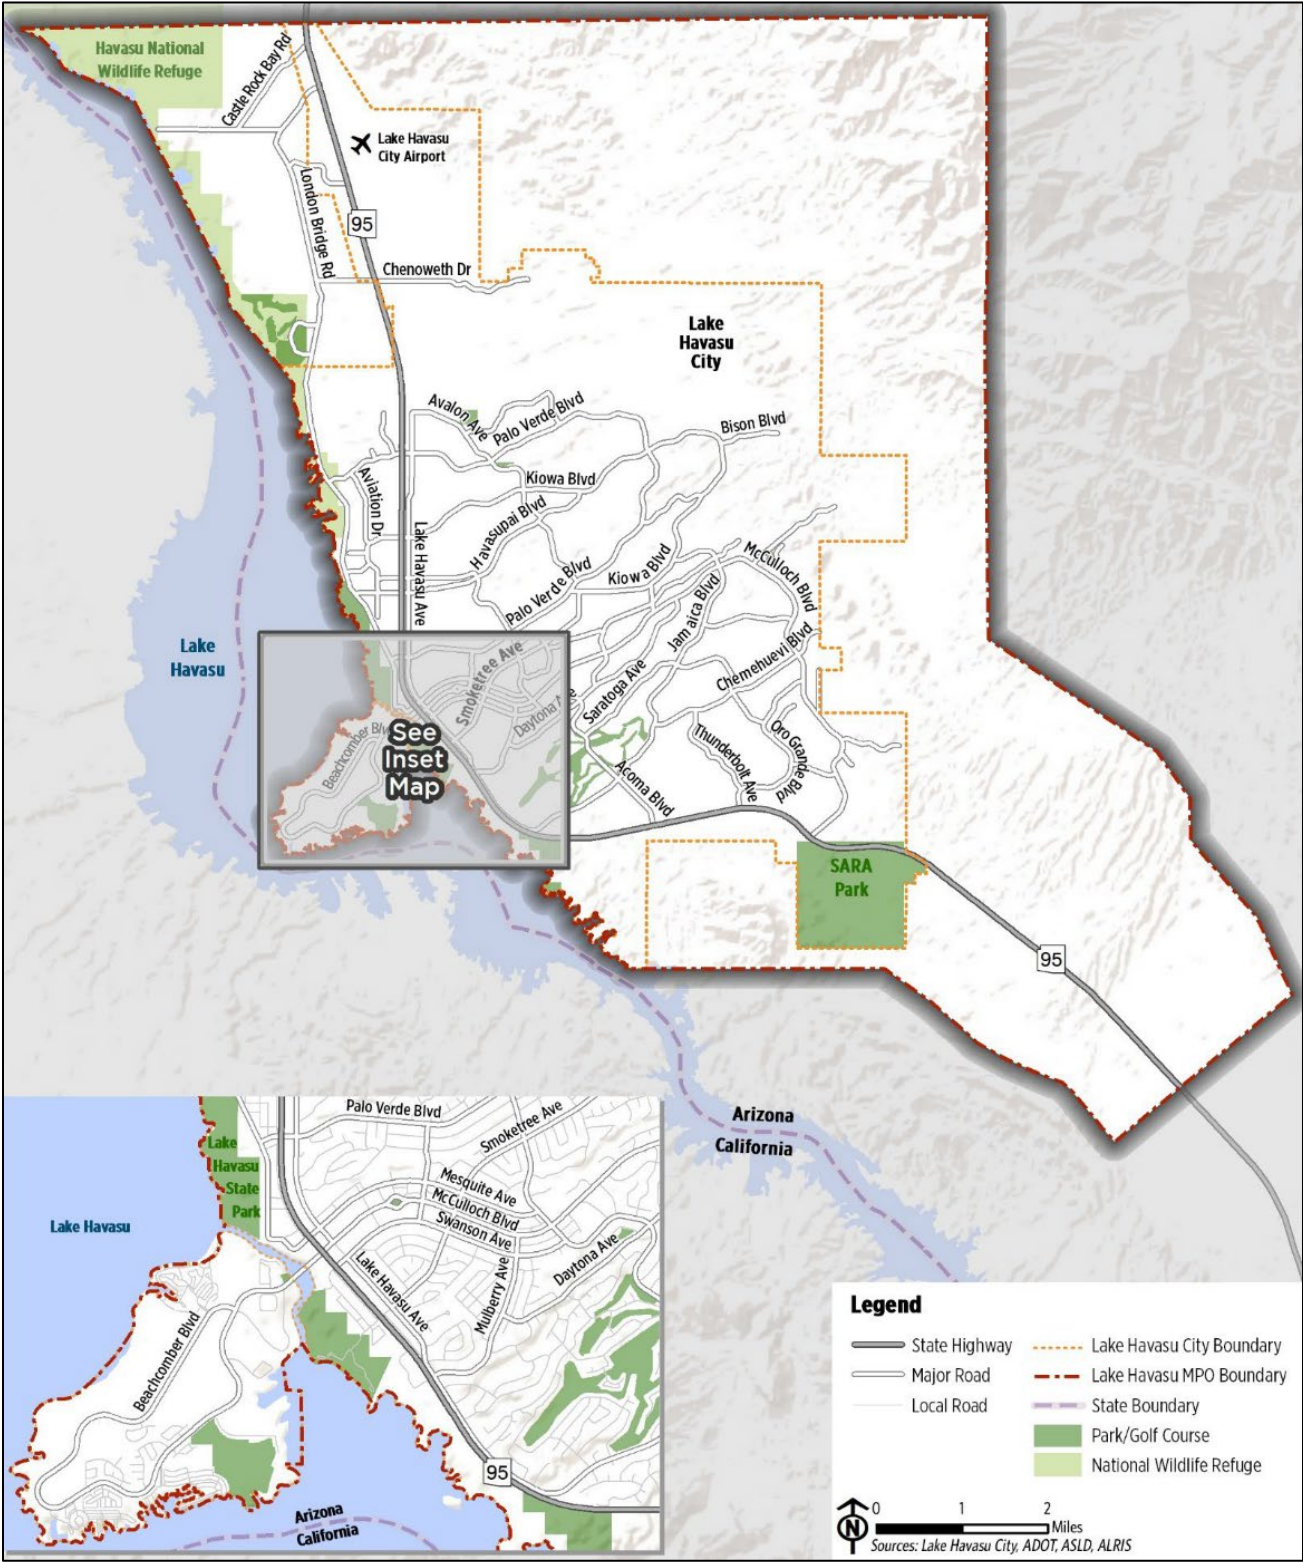 Havasu National
Wildlife Refuge
Castle Rock Bay Rd
Lake Havasu
City Airport
London Bridge Rd
95
Chenoweth Dr
Lake
Havasu
City
Avalon Ave
Palo Verde Blvd
Bison Blvd
Kiowa Blvd
Aviation Dr
Havasupai Blvd
Lake Havasu Ave
McCulloch Blvd
Kiowa Blvd
Palo Verde Blvd
Jamaica Blvd
Lake
Havasu
Chemehuevi Blvd
Smoketree Ave
Saratoga Ave
Daytona Ave
Beachcomber Blvd
See
Inset
Map
Thunderbolt Ave
Oro Grande Blvd
Acoma Blvd
SARA
Park
95
Arizona
California
Palo Verde Blvd
Smoketree Ave
Lake
Havasu
State
Park
Mesquite Ave
McCulloch Blvd
Swanson Ave
Lake Havasu
Lake Havasu Ave
Mulberry Ave
Daytona Ave
Beachcomber Blvd
95
Arizona
California
Legend
State Highway
Major Road
Local Road
Lake Havasu City Boundary
Lake Havasu MPO Boundary
State Boundary
Park/Golf Course
National Wildlife Refuge
N
0 1 2
Miles
Sources: Lake Havasu City, ADOT, ASLD, ALRIS